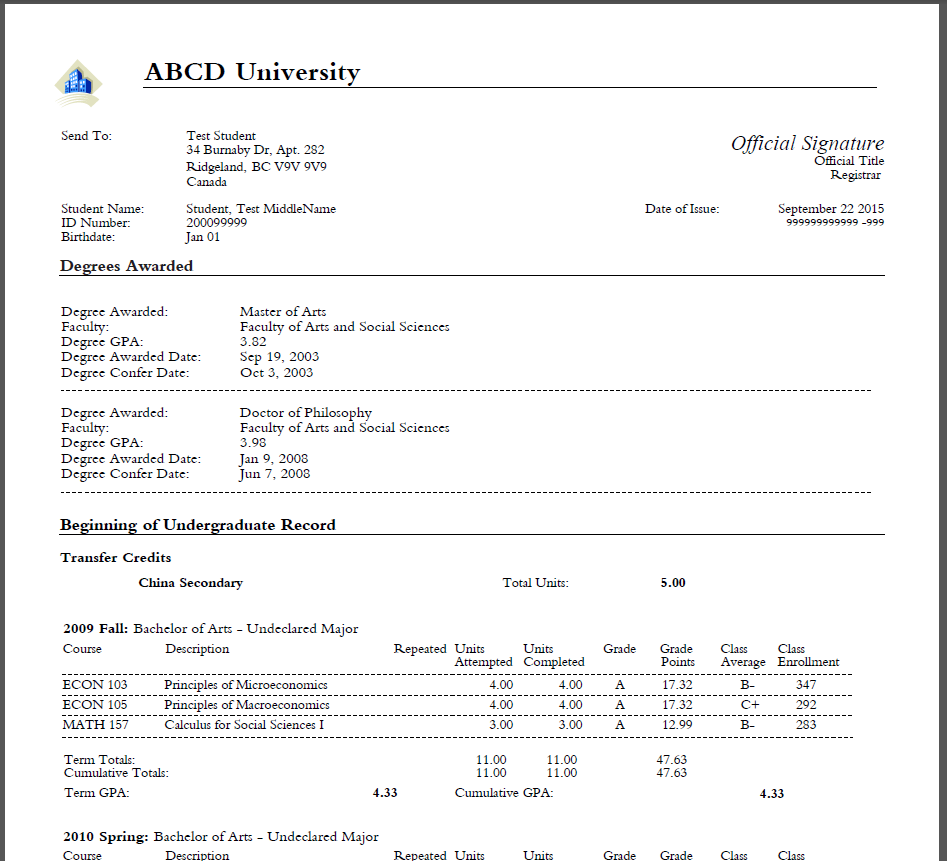 ABCD University
Send To: Test Student
34 Burnaby Dr, Apt. 282
Ridgeland, BC V9V 9V9
Canada
Official Signature
Official Title
Registrar
Student Name: Student, Test MiddleName Date of Issue: September 22 2015
ID Number: 200099999 999999999999 -999
Birthdate: Jan 01
Degrees Awarded
Degree Awarded: Master of Arts
Faculty: Faculty of Arts and Social Sciences
Degree GPA: 3.82
Degree Awarded Date: Sep 19, 2003
Degree Confer Date: Oct 3, 2003
Degree Awarded: Doctor of Philosophy
Faculty: Faculty of Arts and Social Sciences
Degree GPA: 3.98
Degree Awarded Date: Jan 9, 2008
Degree Confer Date: Jun 7, 2008
Beginning of Undergraduate Record
Transfer Credits
China Secondary Total Units: 5.00
2009 Fall: Bachelor of Arts - Undeclared Major
Course Description Repeated Units Units Grade Grade Class Class
Attempted Completed Points Average Enrollment
ECON 103 Principles of Microeconomics 4.00 4.00 A 17.32 B- 347
ECON 105 Principles of Macroeconomics 4.00 4.00 A 17.32 C+ 292
MATH 157 Calculus for Social Sciences I 3.00 3.00 A 12.99 B- 283
Term Totals: 11.00 11.00 47.63
Cumulative Totals: 11.00 11.00 47.63
Term GPA: 4.33 Cumulative GPA: 4.33
2010 Spring: Bachelor of Arts - Undeclared Major
Course Description Repeated Units Units Grade Grade Class Class